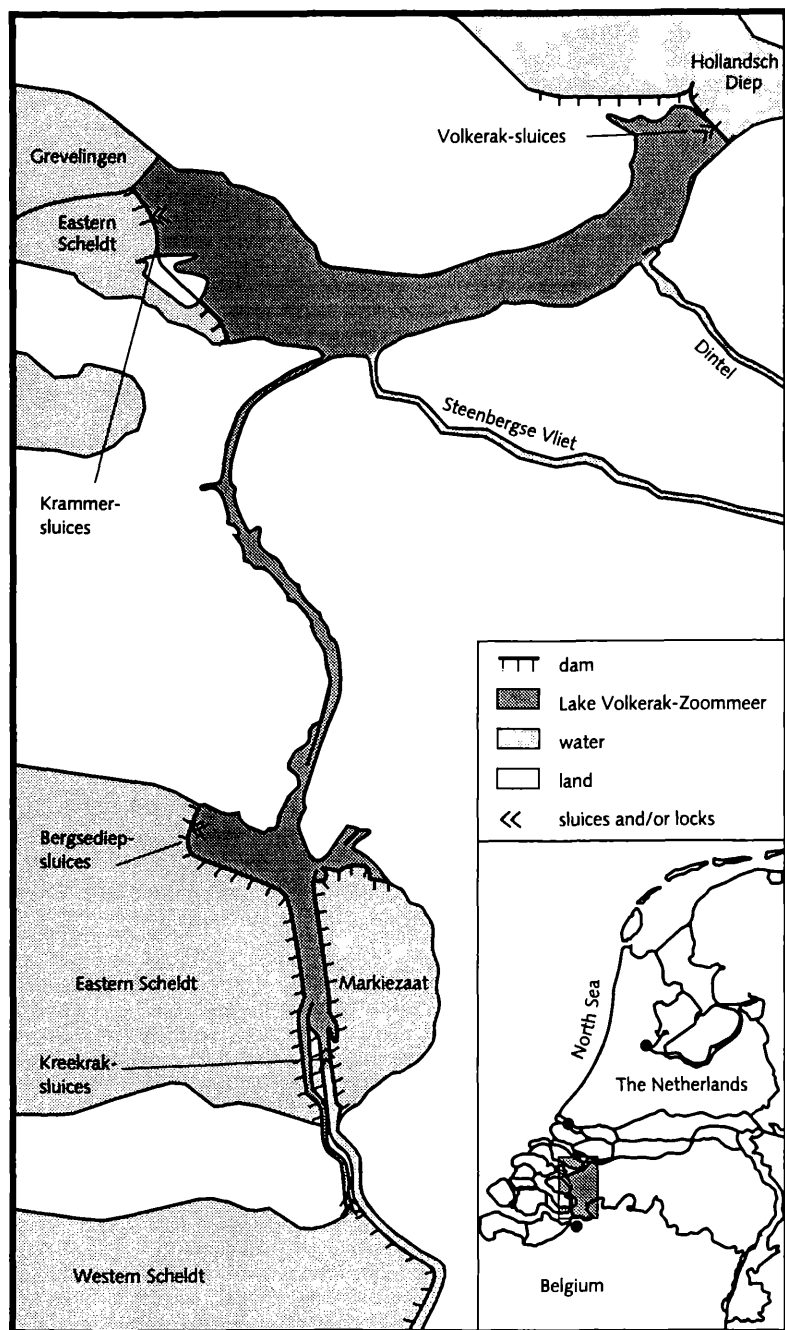 Hollandsch
Diep
Volkerak-sluices
Grevelingen
Eastern
Scheldt
Dintel
Steenbergse Vliet
Krammer-
sluices
dam
Lake Volkerak-Zoommeer
water
land
sluices and/or locks
Bergsediep-
sluices
Eastern Scheldt
Markiezaat
Kreekrak-
sluices
Western Scheldt
North Sea
The Netherlands
Belgium